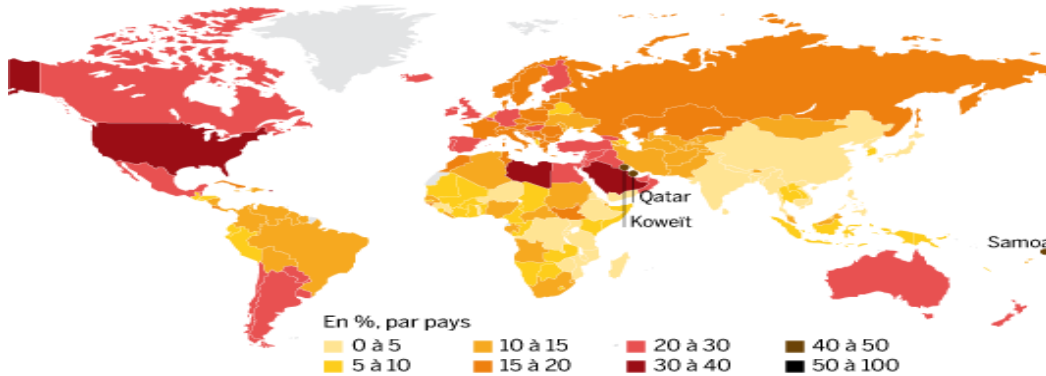 Qatar
Koweït
Samoa
En %, par pays
0 à 5
10 à 15
20 à 30
40 à 50
5 à 10
15 à 20
30 à 40
50 à 100